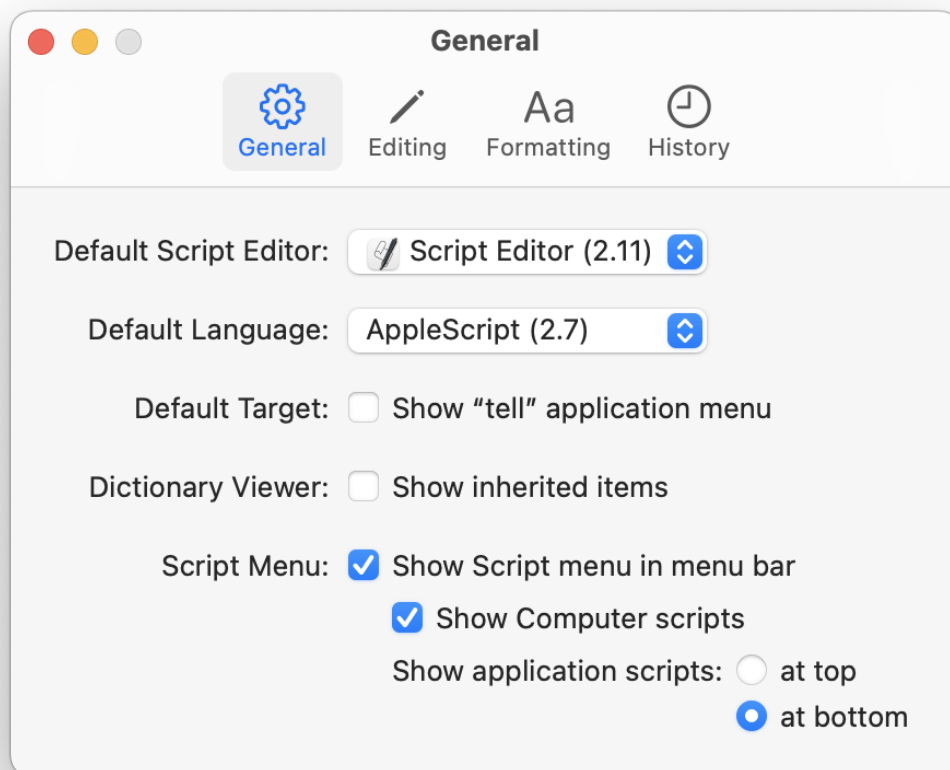 General
General Editing Formatting History
Default Script Editor: Script Editor (2.11)
Default Language: AppleScript (2.7)
Default Target: Show “tell” application menu
Dictionary Viewer: Show inherited items
Script Menu: Show Script menu in menu bar
Show Computer scripts
Show application scripts: at top
at bottom